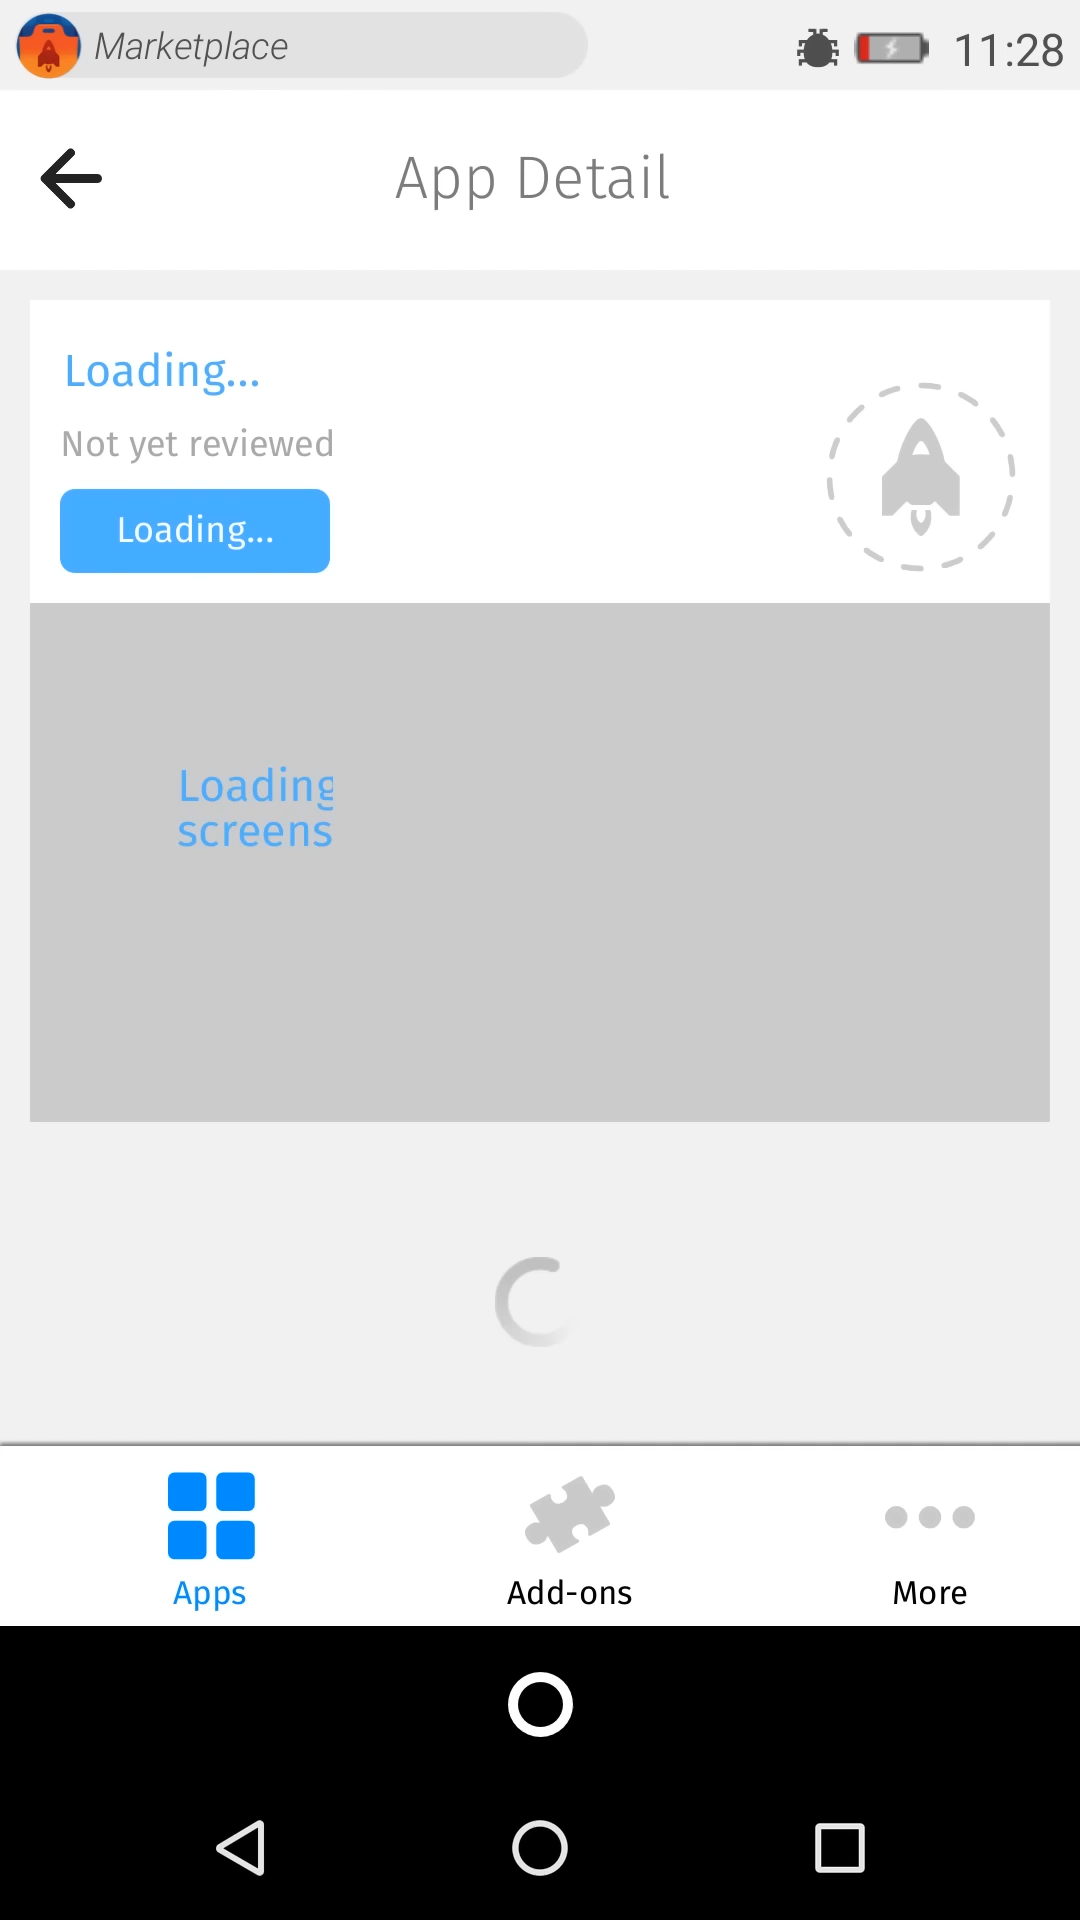 Marketplace
11:28
App Detail
Loading...
Not yet reviewed
Loading...
Loading
screens
Apps
Add-ons
More